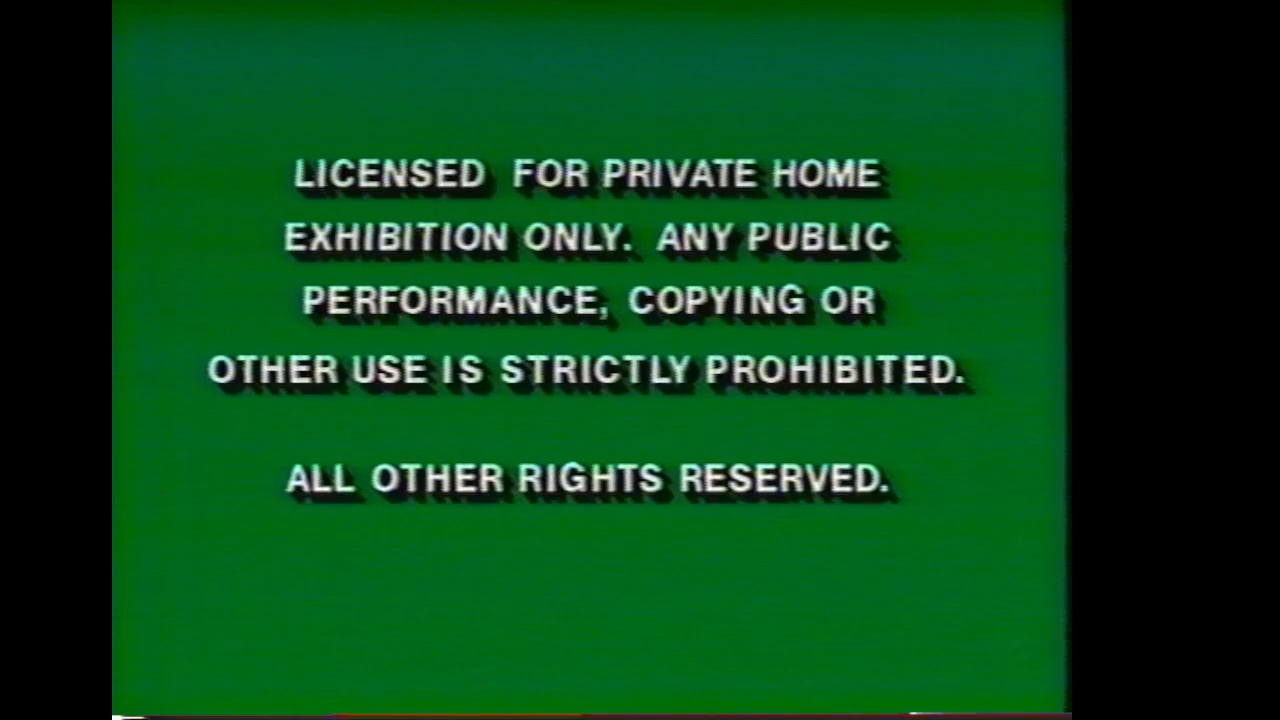 LICENSED FOR PRIVATE HOME
EXHIBITION ONLY. ANY PUBLIC
PERFORMANCE, COPYING OR
OTHER USE IS STRICTLY PROHIBITED.
ALL OTHER RIGHTS RESERVED.